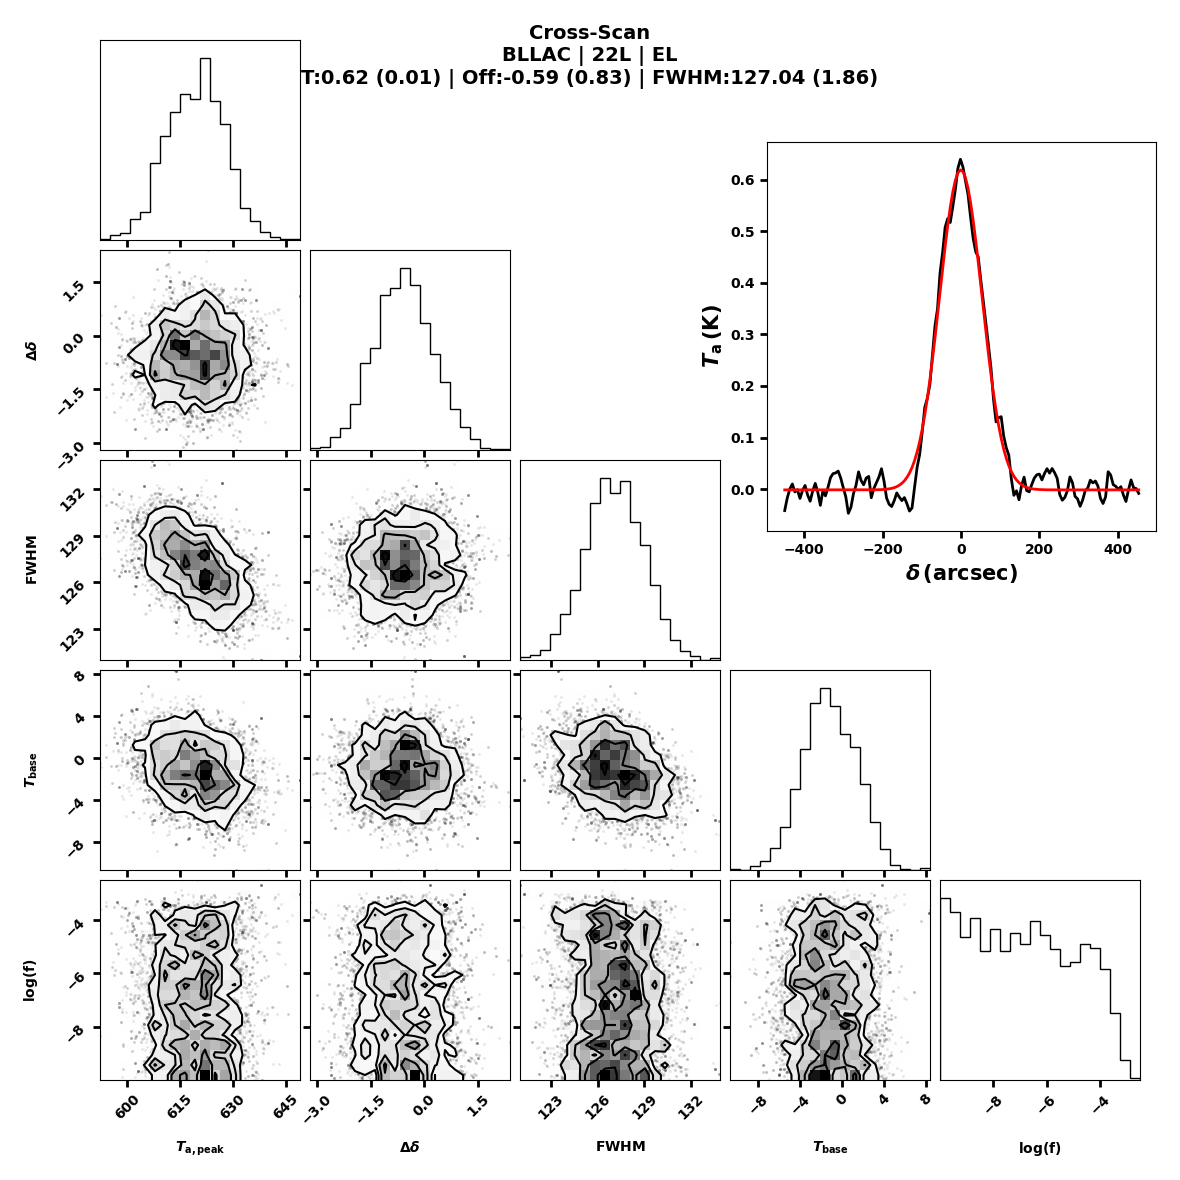 Cross-Scan
BLLAC | 22L | EL
T:0.62 (0.01) | Off:-0.59 (0.83) | FWHM:127.04 (1.86)
0.6
0.5
0.4
0.3
0.2
0.1
0.0
Ta (K)
−400 −200 0 200 400
δ (arcsec)
1.5
0.0
−1.5
−3.0
Δδ
132
129
126
123
FWHM
8
4
0
−4
−8
Tbase
−4
−6
−8
log(f)
600 615 630 645
−3.0 −1.5 0.0 1.5
123 126 129 132
−8 −4 0 4 8
−8 −6 −4
Ta,peak Δδ FWHM Tbase log(f)